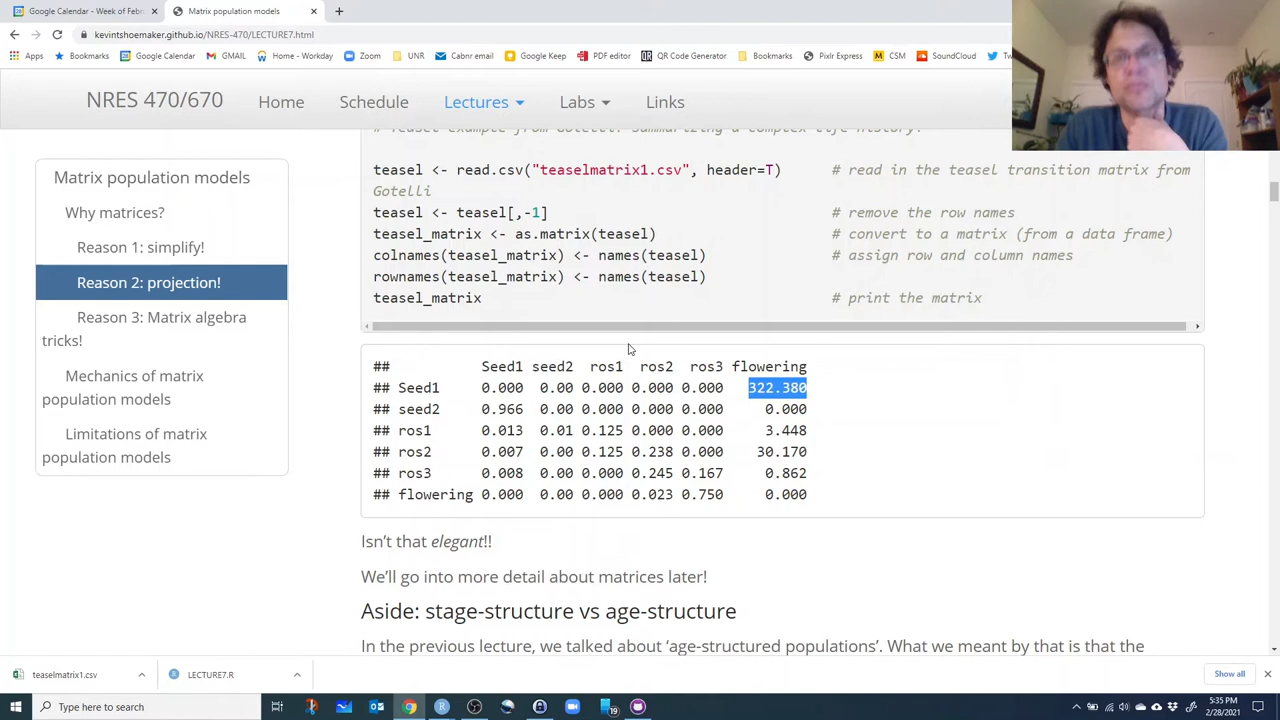 Google Calendar - Week of Febru
Matrix population models
kevintshoemaker.github.io/NRES-470/LECTURE7.html
Apps Bookmarks Google Calendar GMAIL Home - Workday Zoom UNR Cabnr email Google Keep PDF editor QR Code Generator Bookmarks Pixlr Express CSM SoundCloud Tw
NRES 470/670 Home Schedule Lectures Labs Links
Matrix population models
Why matrices?
Reason 1: simplify!
Reason 2: projection!
Reason 3: Matrix algebra
tricks!
Mechanics of matrix
population models
Limitations of matrix
population models
# Teasel example from Gotelli: summarizing a complex life history!
teasel <- read.csv("teaselmatrix1.csv", header=T) # read in the teasel transition matrix from
Gotelli
teasel <- teasel[,-1] # remove the row names
teasel_matrix <- as.matrix(teasel) # convert to a matrix (from a data frame)
colnames(teasel_matrix) <- names(teasel) # assign row and column names
rownames(teasel_matrix) <- names(teasel)
teasel_matrix # print the matrix
## Seed1 seed2 ros1 ros2 ros3 flowering
## Seed1 0.000 0.00 0.000 0.000 0.000 322.380
## seed2 0.966 0.00 0.000 0.000 0.000 0.000
## ros1 0.013 0.01 0.125 0.000 0.000 3.448
## ros2 0.007 0.00 0.125 0.238 0.000 30.170
## ros3 0.008 0.00 0.000 0.245 0.167 0.862
## flowering 0.000 0.00 0.000 0.023 0.750 0.000
Isn't that elegant!!
We'll go into more detail about matrices later!
Aside: stage-structure vs age-structure
In the previous lecture, we talked about 'age-structured populations'. What we meant by that is that the
teaselmatrix1.csv
LECTURE7.R
Show all
Type here to search
19
5:35 PM
2/28/2021